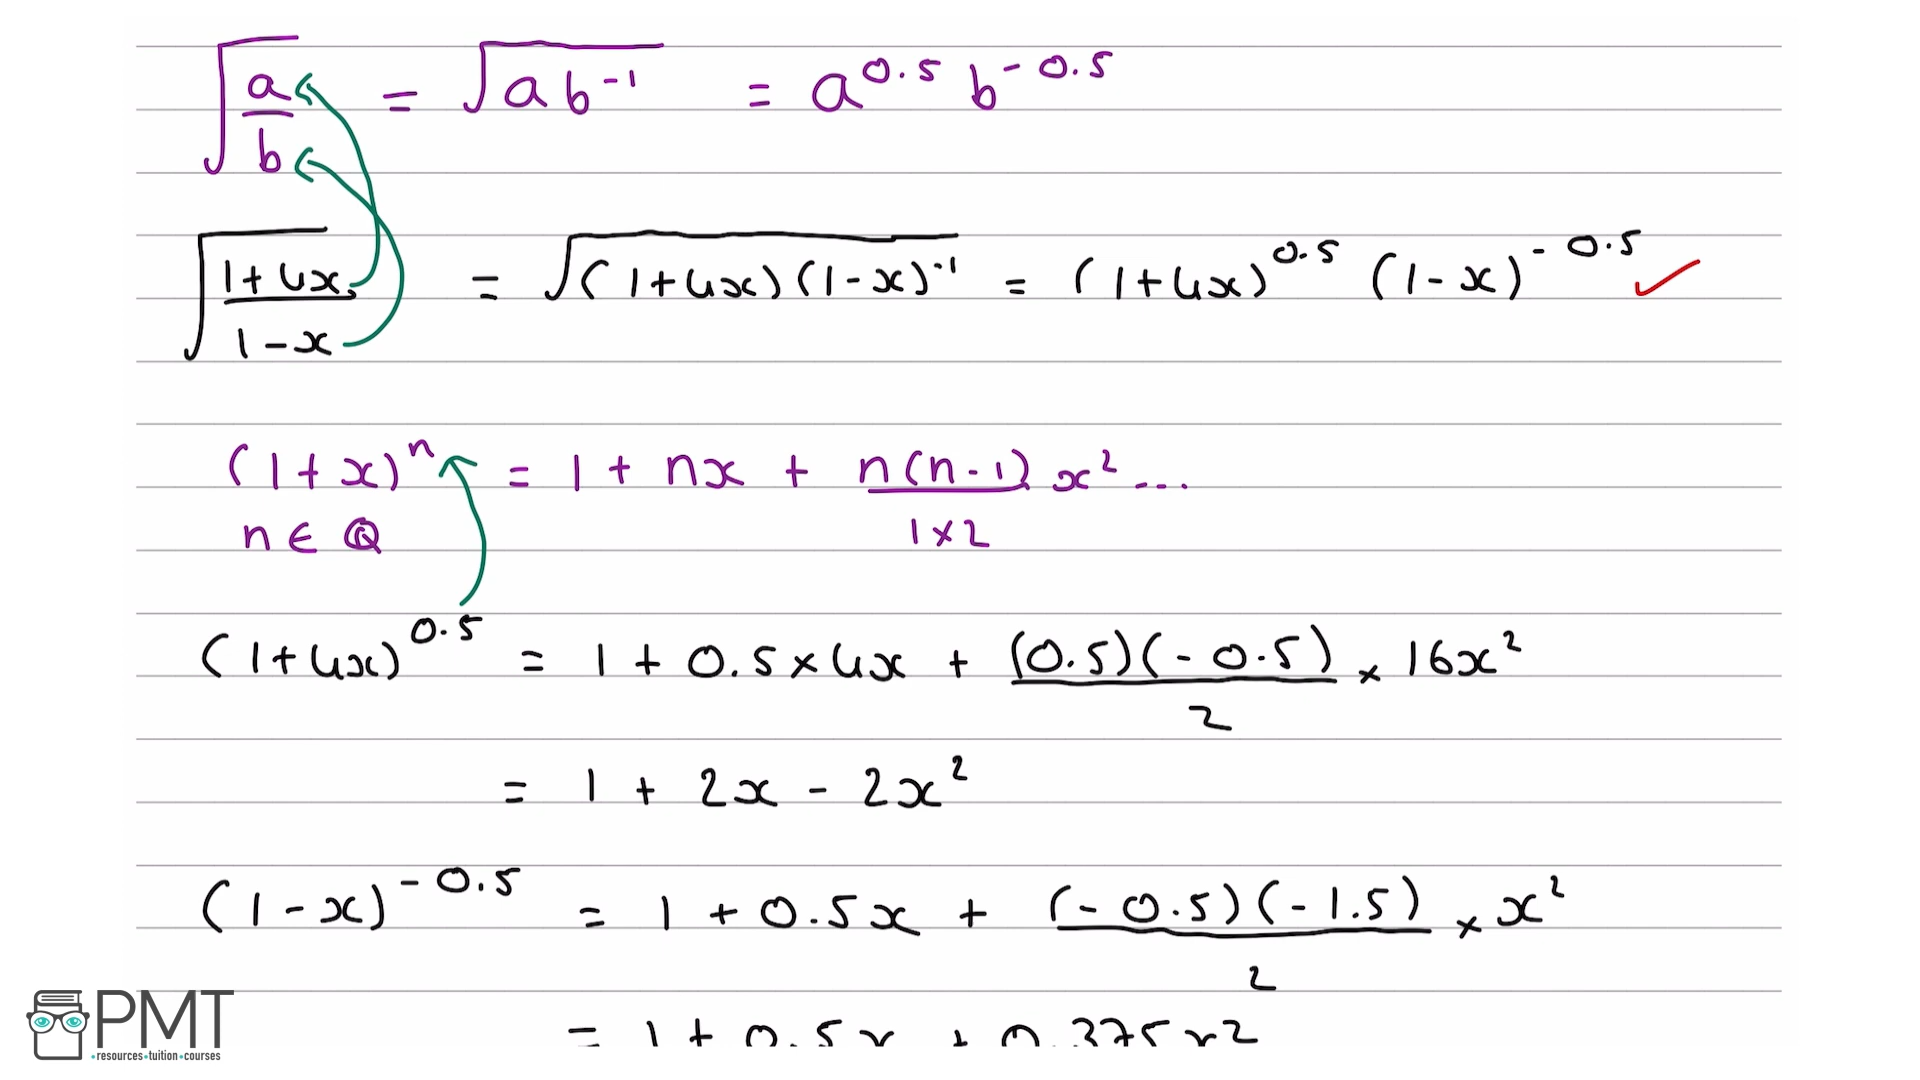 √(a/b) = √(ab⁻¹) = a^0.5 b^-0.5
√((1+4x)/(1-x)) = √((1+4x)(1-x)⁻¹) = (1+4x)^0.5 (1-x)^-0.5 ✓
(1+x)^n = 1 + nx + n(n-1)/(1×2) x² ...
n ∈ ℚ
(1+4x)^0.5 = 1 + 0.5×4x + (0.5)(-0.5)/2 × 16x²
= 1 + 2x - 2x²
(1-x)^-0.5 = 1 + 0.5x + (-0.5)(-1.5)/2 × x²
= 1 + 0.5x + 0.375x²
PMT
•resources•tuition•courses